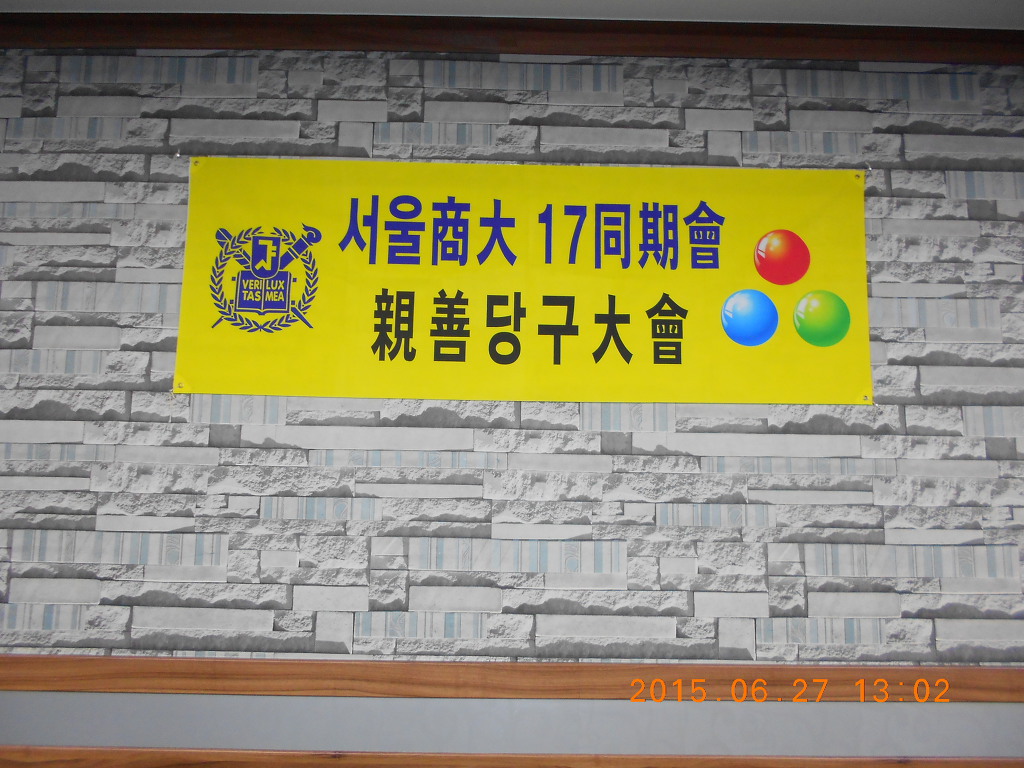 서울商大 17同期會
親善당구大會
VERI LUX
TAS MEA
2015.06.27 13:02